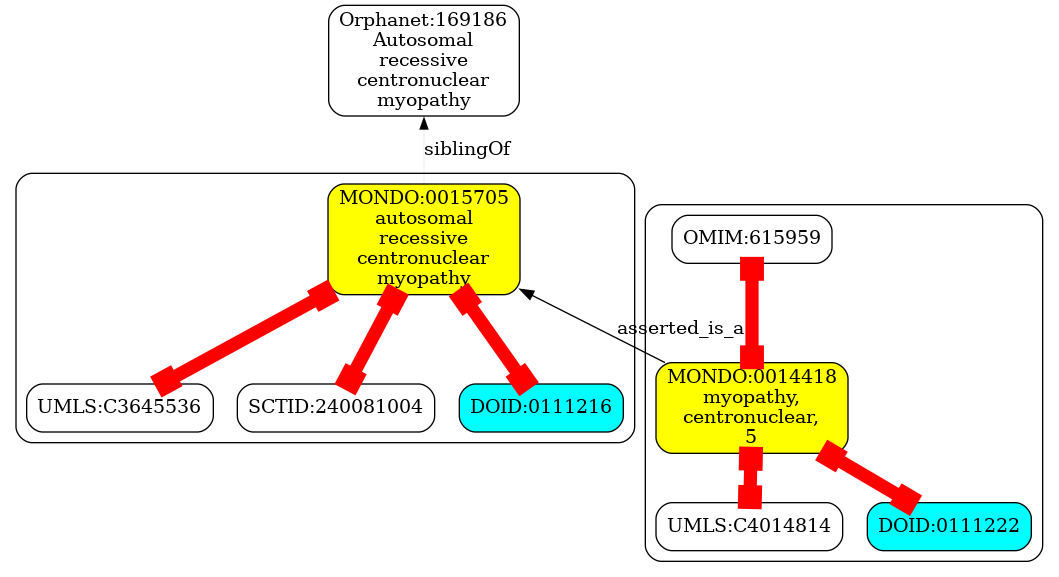 Orphanet:169186
Autosomal
recessive
centronuclear
myopathy
siblingOf
MONDO:0015705
autosomal
recessive
centronuclear
myopathy
OMIM:615959
asserted_is_a
MONDO:0014418
myopathy,
centronuclear,
5
UMLS:C3645536
SCTID:240081004
DOID:0111216
UMLS:C4014814
DOID:0111222